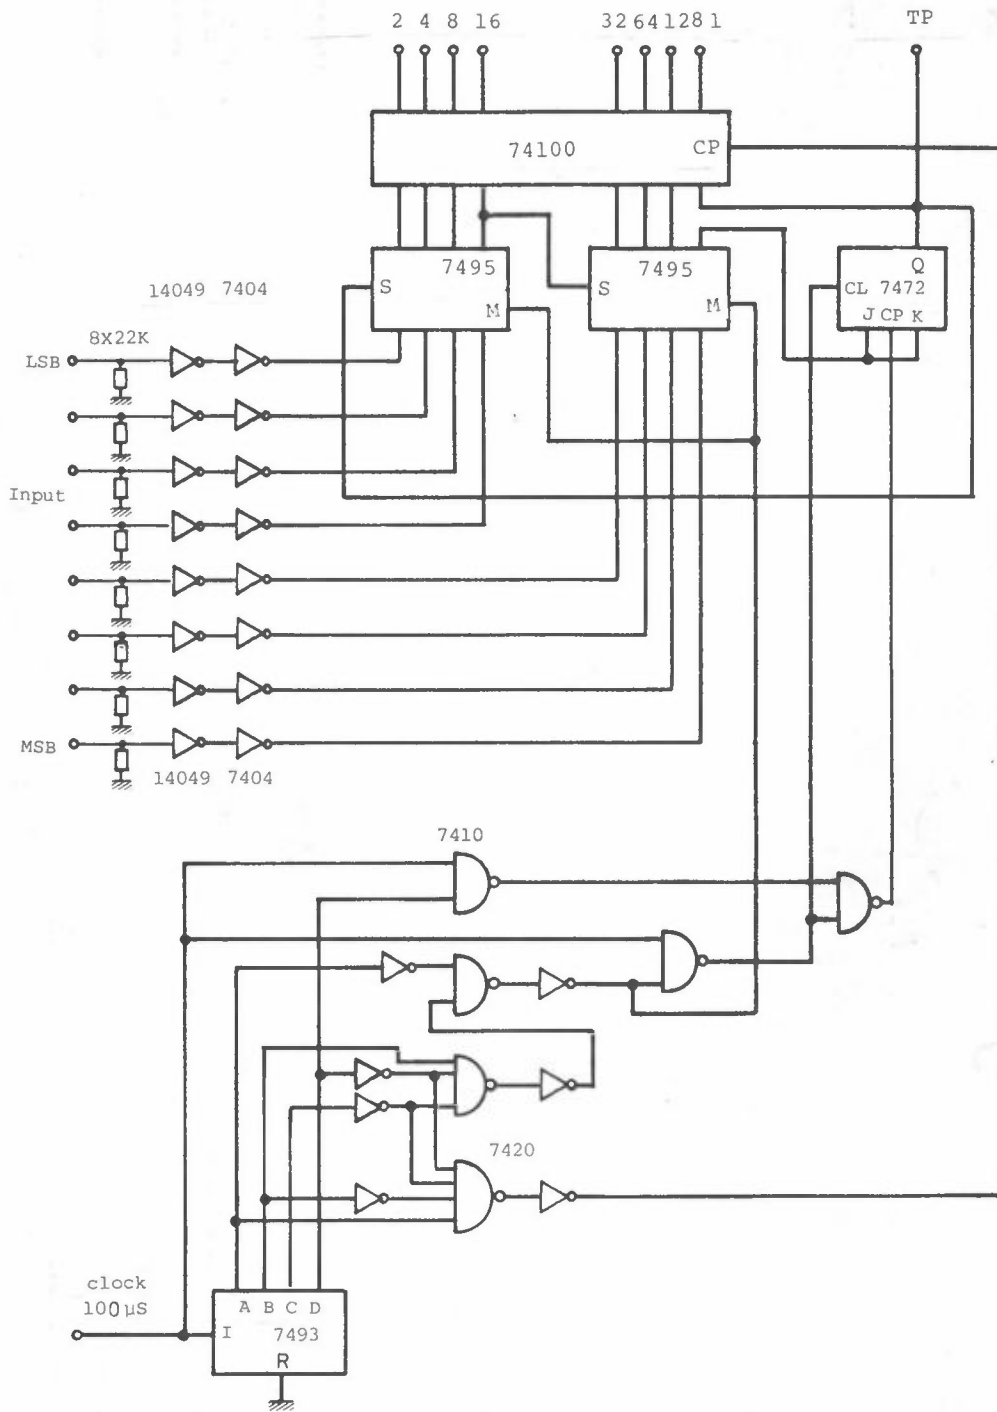 2 4 8 16 32 64 128 1 TP
74100 CP
7495 7495 Q
S S CL 7472
M M J CP K
14049 7404
8X22K
LSB
Input
MSB
14049 7404
7410
7420
clock
100µS
A B C D
I 7493
R